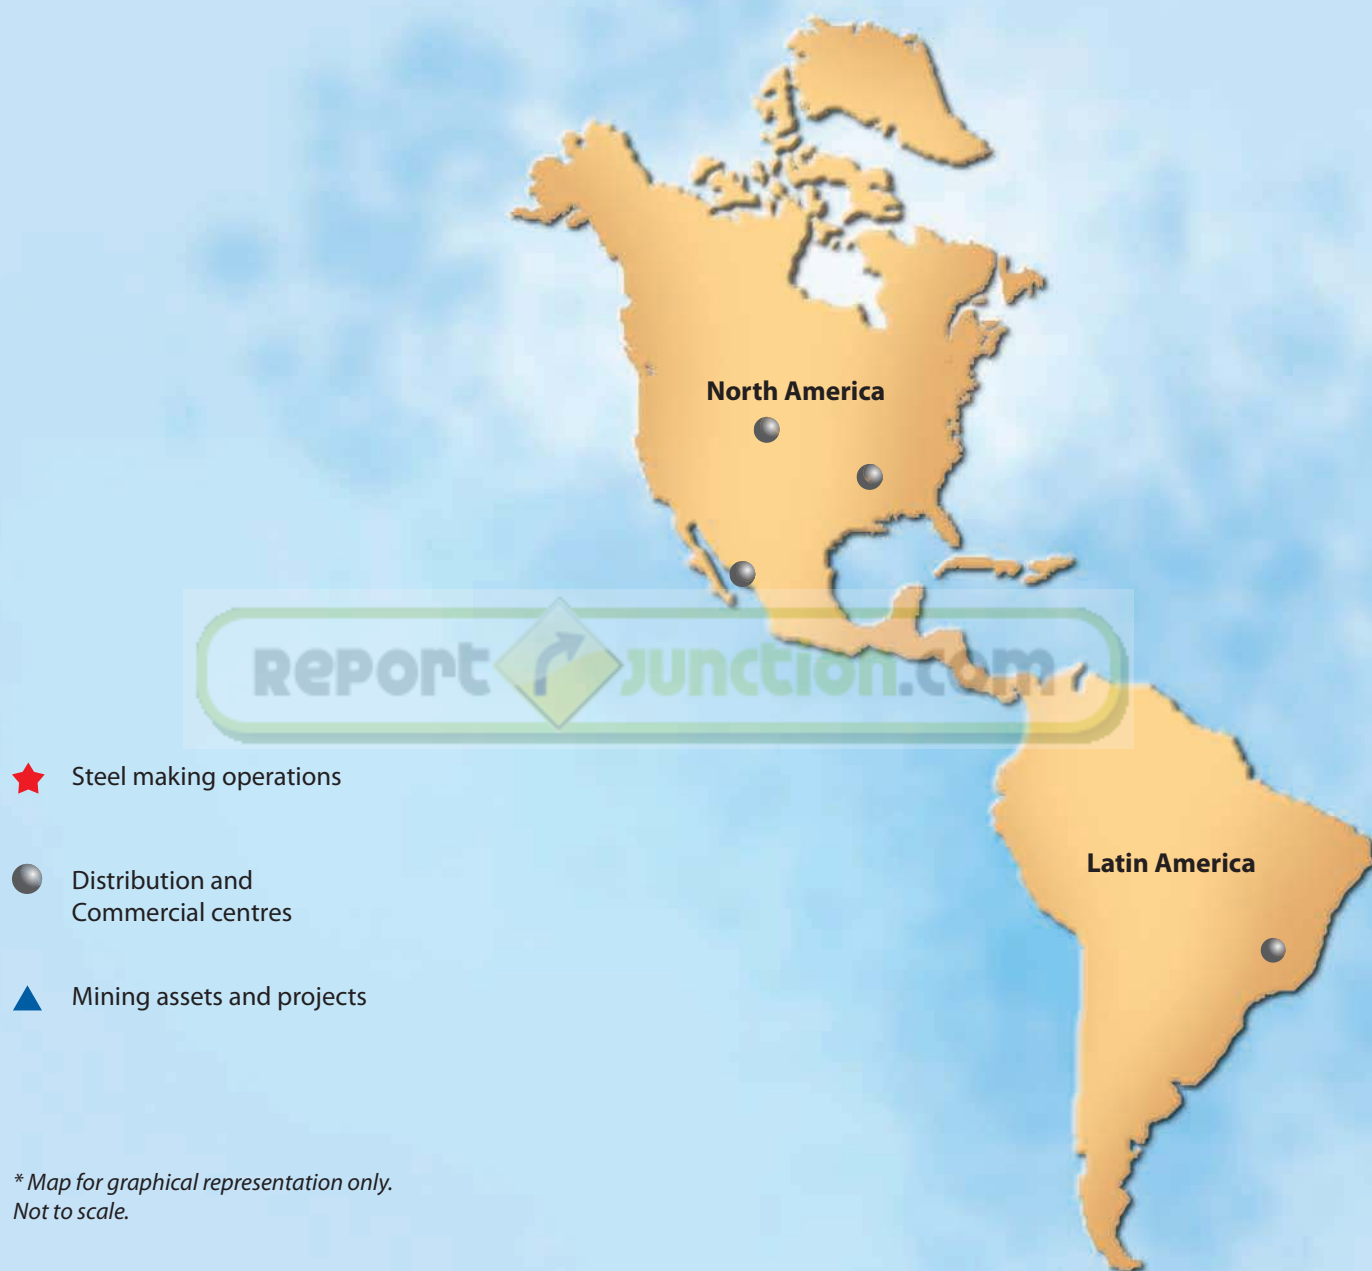 North America
REPORT JUNCTION.COM
Steel making operations
Distribution and
Commercial centres
Latin America
Mining assets and projects
* Map for graphical representation only.
Not to scale.